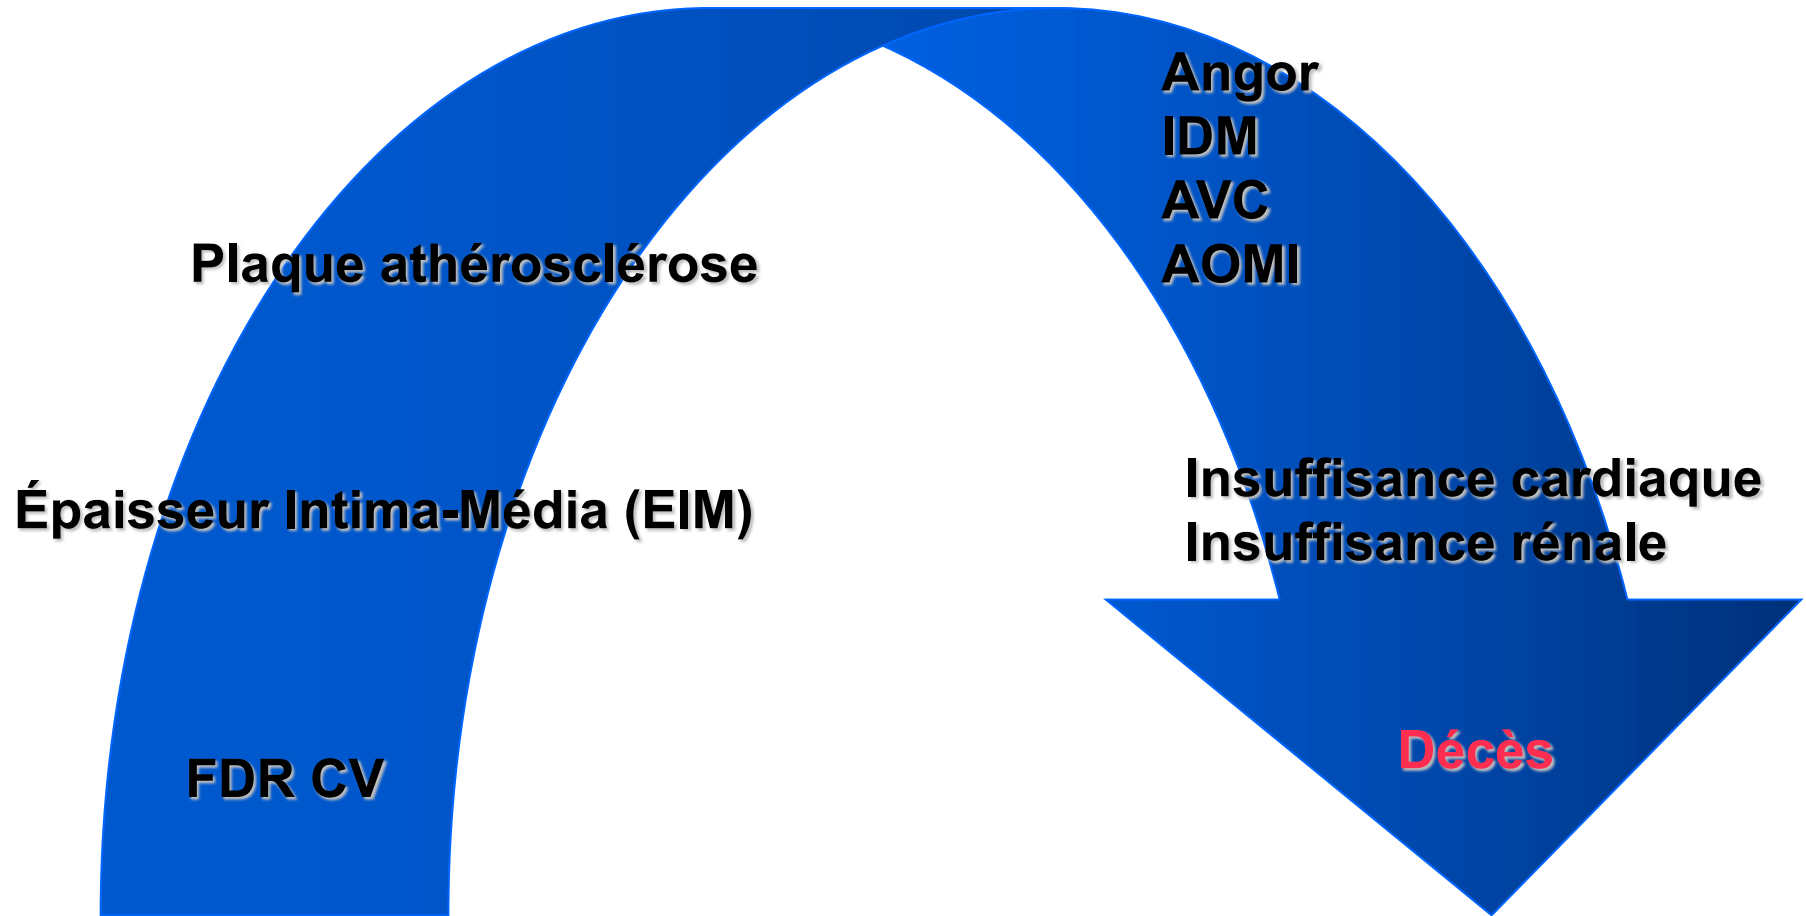 Angor
IDM
AVC
AOMI
Plaque athérosclérose
Épaisseur Intima-Média (EIM)
Insuffisance cardiaque
Insuffisance rénale
FDR CV
Décès